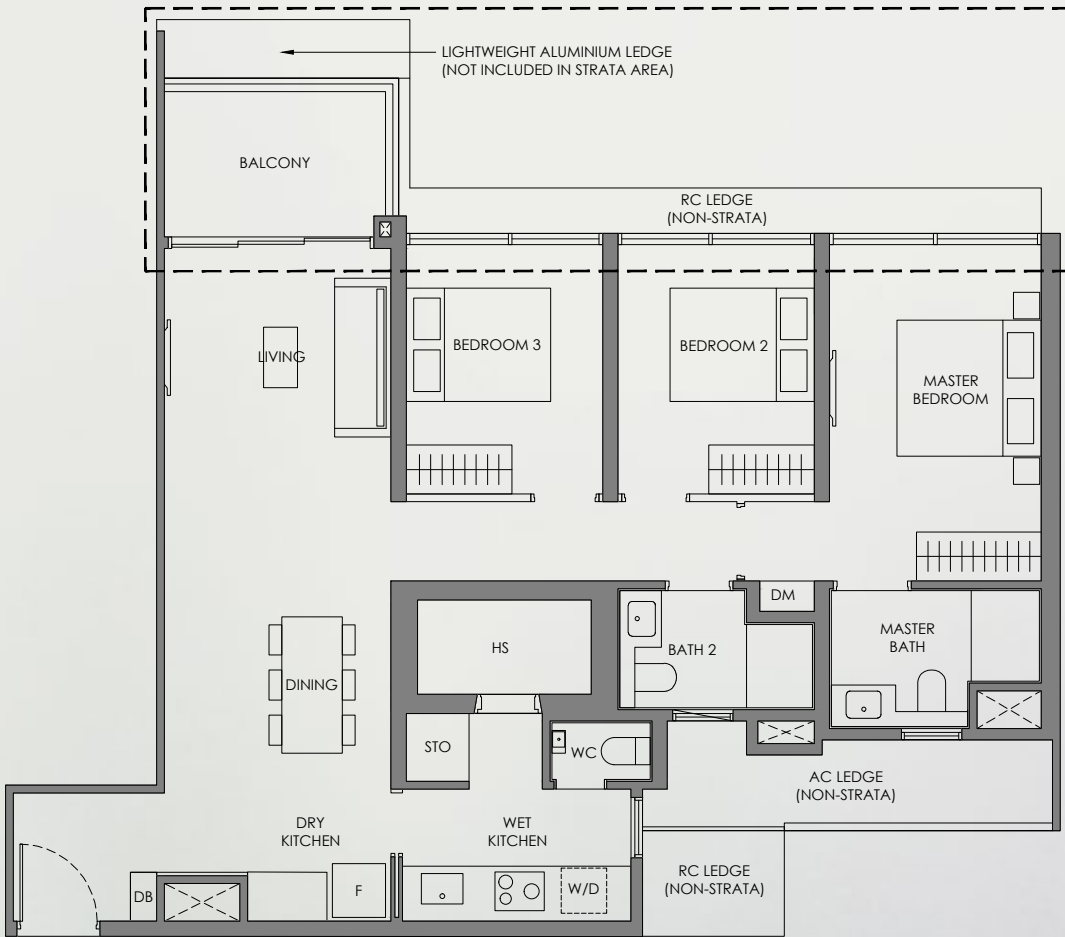 LIGHTWEIGHT ALUMINIUM LEDGE
(NOT INCLUDED IN STRATA AREA)
BALCONY
RC LEDGE
(NON-STRATA)
LIVING
BEDROOM 3
BEDROOM 2
MASTER
BEDROOM
DM
HS
BATH 2
MASTER
BATH
DINING
STO
WC
AC LEDGE
(NON-STRATA)
DRY
KITCHEN
WET
KITCHEN
DB
F
W/D
RC LEDGE
(NON-STRATA)